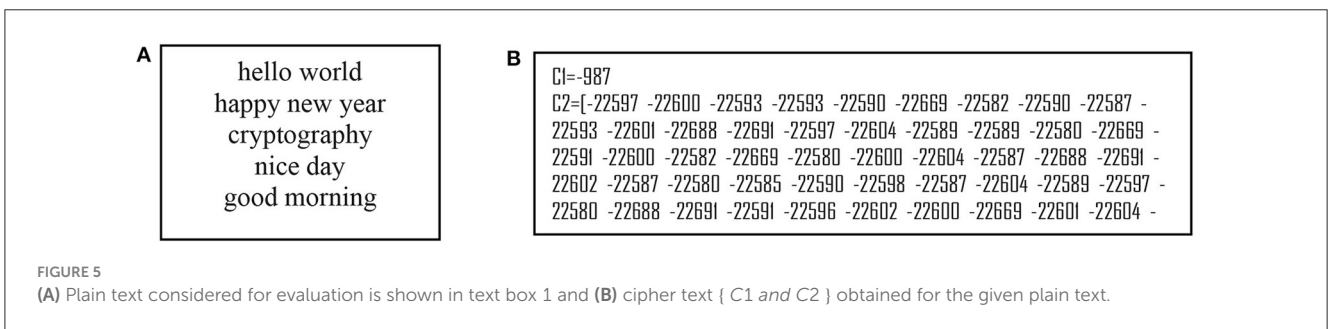 A
hello world
happy new year
cryptography
nice day
good morning
B
C1=-987
C2=[-22597 -22600 -22593 -22593 -22590 -22669 -22582 -22590 -22587 -
22593 -22601 -22688 -22691 -22597 -22604 -22589 -22589 -22580 -22669 -
22591 -22600 -22582 -22669 -22580 -22600 -22604 -22587 -22688 -22691 -
22602 -22587 -22580 -22585 -22590 -22598 -22587 -22604 -22589 -22597 -
22580 -22688 -22691 -22591 -22596 -22602 -22600 -22669 -22601 -22604 -
FIGURE 5
(A) Plain text considered for evaluation is shown in text box 1 and (B) cipher text { C1 and C2 } obtained for the given plain text.